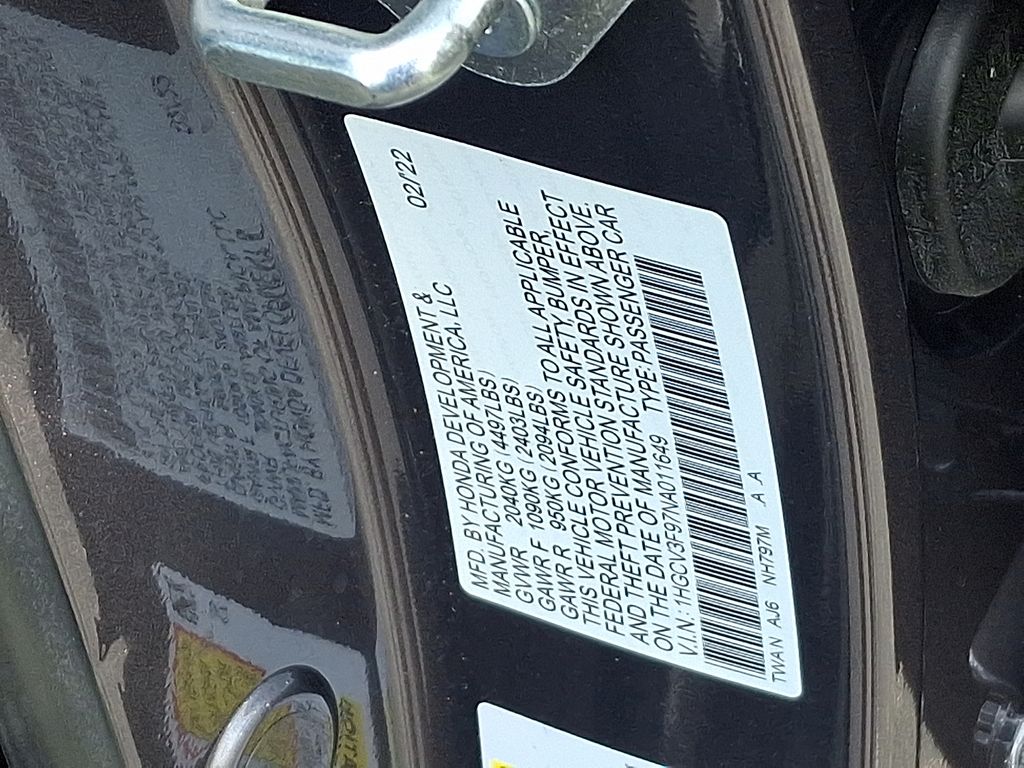 MFD. BY HONDA DEVELOPMENT & 02/'22
MANUFACTURING OF AMERICA, LLC
GVWR 2040KG (4497LBS)
GAWR F 1090KG (2403LBS)
GAWR R 950KG (2094LBS)
THIS VEHICLE CONFORMS TO ALL APPLICABLE
FEDERAL MOTOR VEHICLE SAFETY BUMPER,
AND THEFT PREVENTION STANDARDS IN EFFECT
ON THE DATE OF MANUFACTURE SHOWN ABOVE.
V.I.N: 1HGCV3F97NA011649 TYPE: PASSENGER CAR
TWAN AJ6 NH797M .A .A